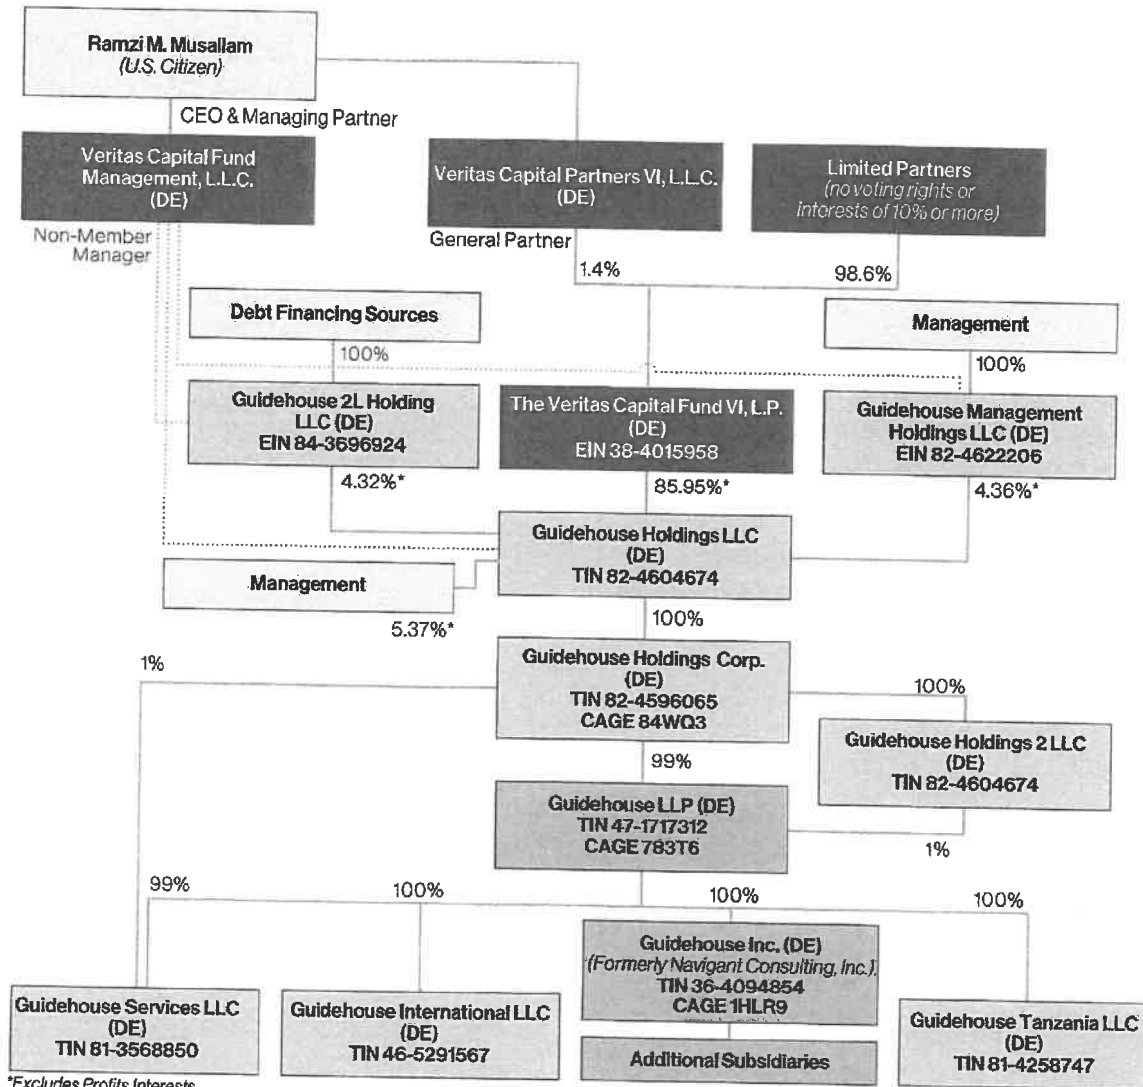 Ramzi M. Musallam
(U.S. Citizen)
CEO & Managing Partner
Veritas Capital Fund
Management, L.L.C.
(DE)
Veritas Capital Partners VI, L.L.C.
(DE)
Limited Partners
(no voting rights or
interests of 10% or more)
Non-Member
Manager
General Partner
1.4%
98.6%
Debt Financing Sources
Management
100%
100%
Guidehouse 2L Holding
LLC (DE)
EIN 84-3696924
The Veritas Capital Fund VI, L.P.
(DE)
EIN 38-4015958
Guidehouse Management
Holdings LLC (DE)
EIN 82-4622206
4.32%*
85.95%*
4.36%*
Guidehouse Holdings LLC
(DE)
TIN 82-4604674
Management
5.37%*
100%
Guidehouse Holdings Corp.
(DE)
TIN 82-4596065
CAGE 84WQ3
1%
100%
Guidehouse Holdings 2 LLC
(DE)
TIN 82-4604674
99%
Guidehouse LLP (DE)
TIN 47-1717312
CAGE 783T6
1%
99%
100%
100%
100%
Guidehouse Services LLC
(DE)
TIN 81-3568850
Guidehouse International LLC
(DE)
TIN 46-5291567
Guidehouse Inc. (DE)
(Formerly Navigant Consulting, Inc.).
TIN 36-4094854
CAGE 1HLR9
Additional Subsidiaries
Guidehouse Tanzania LLC
(DE)
TIN 81-4258747
*Excludes Profits Interests